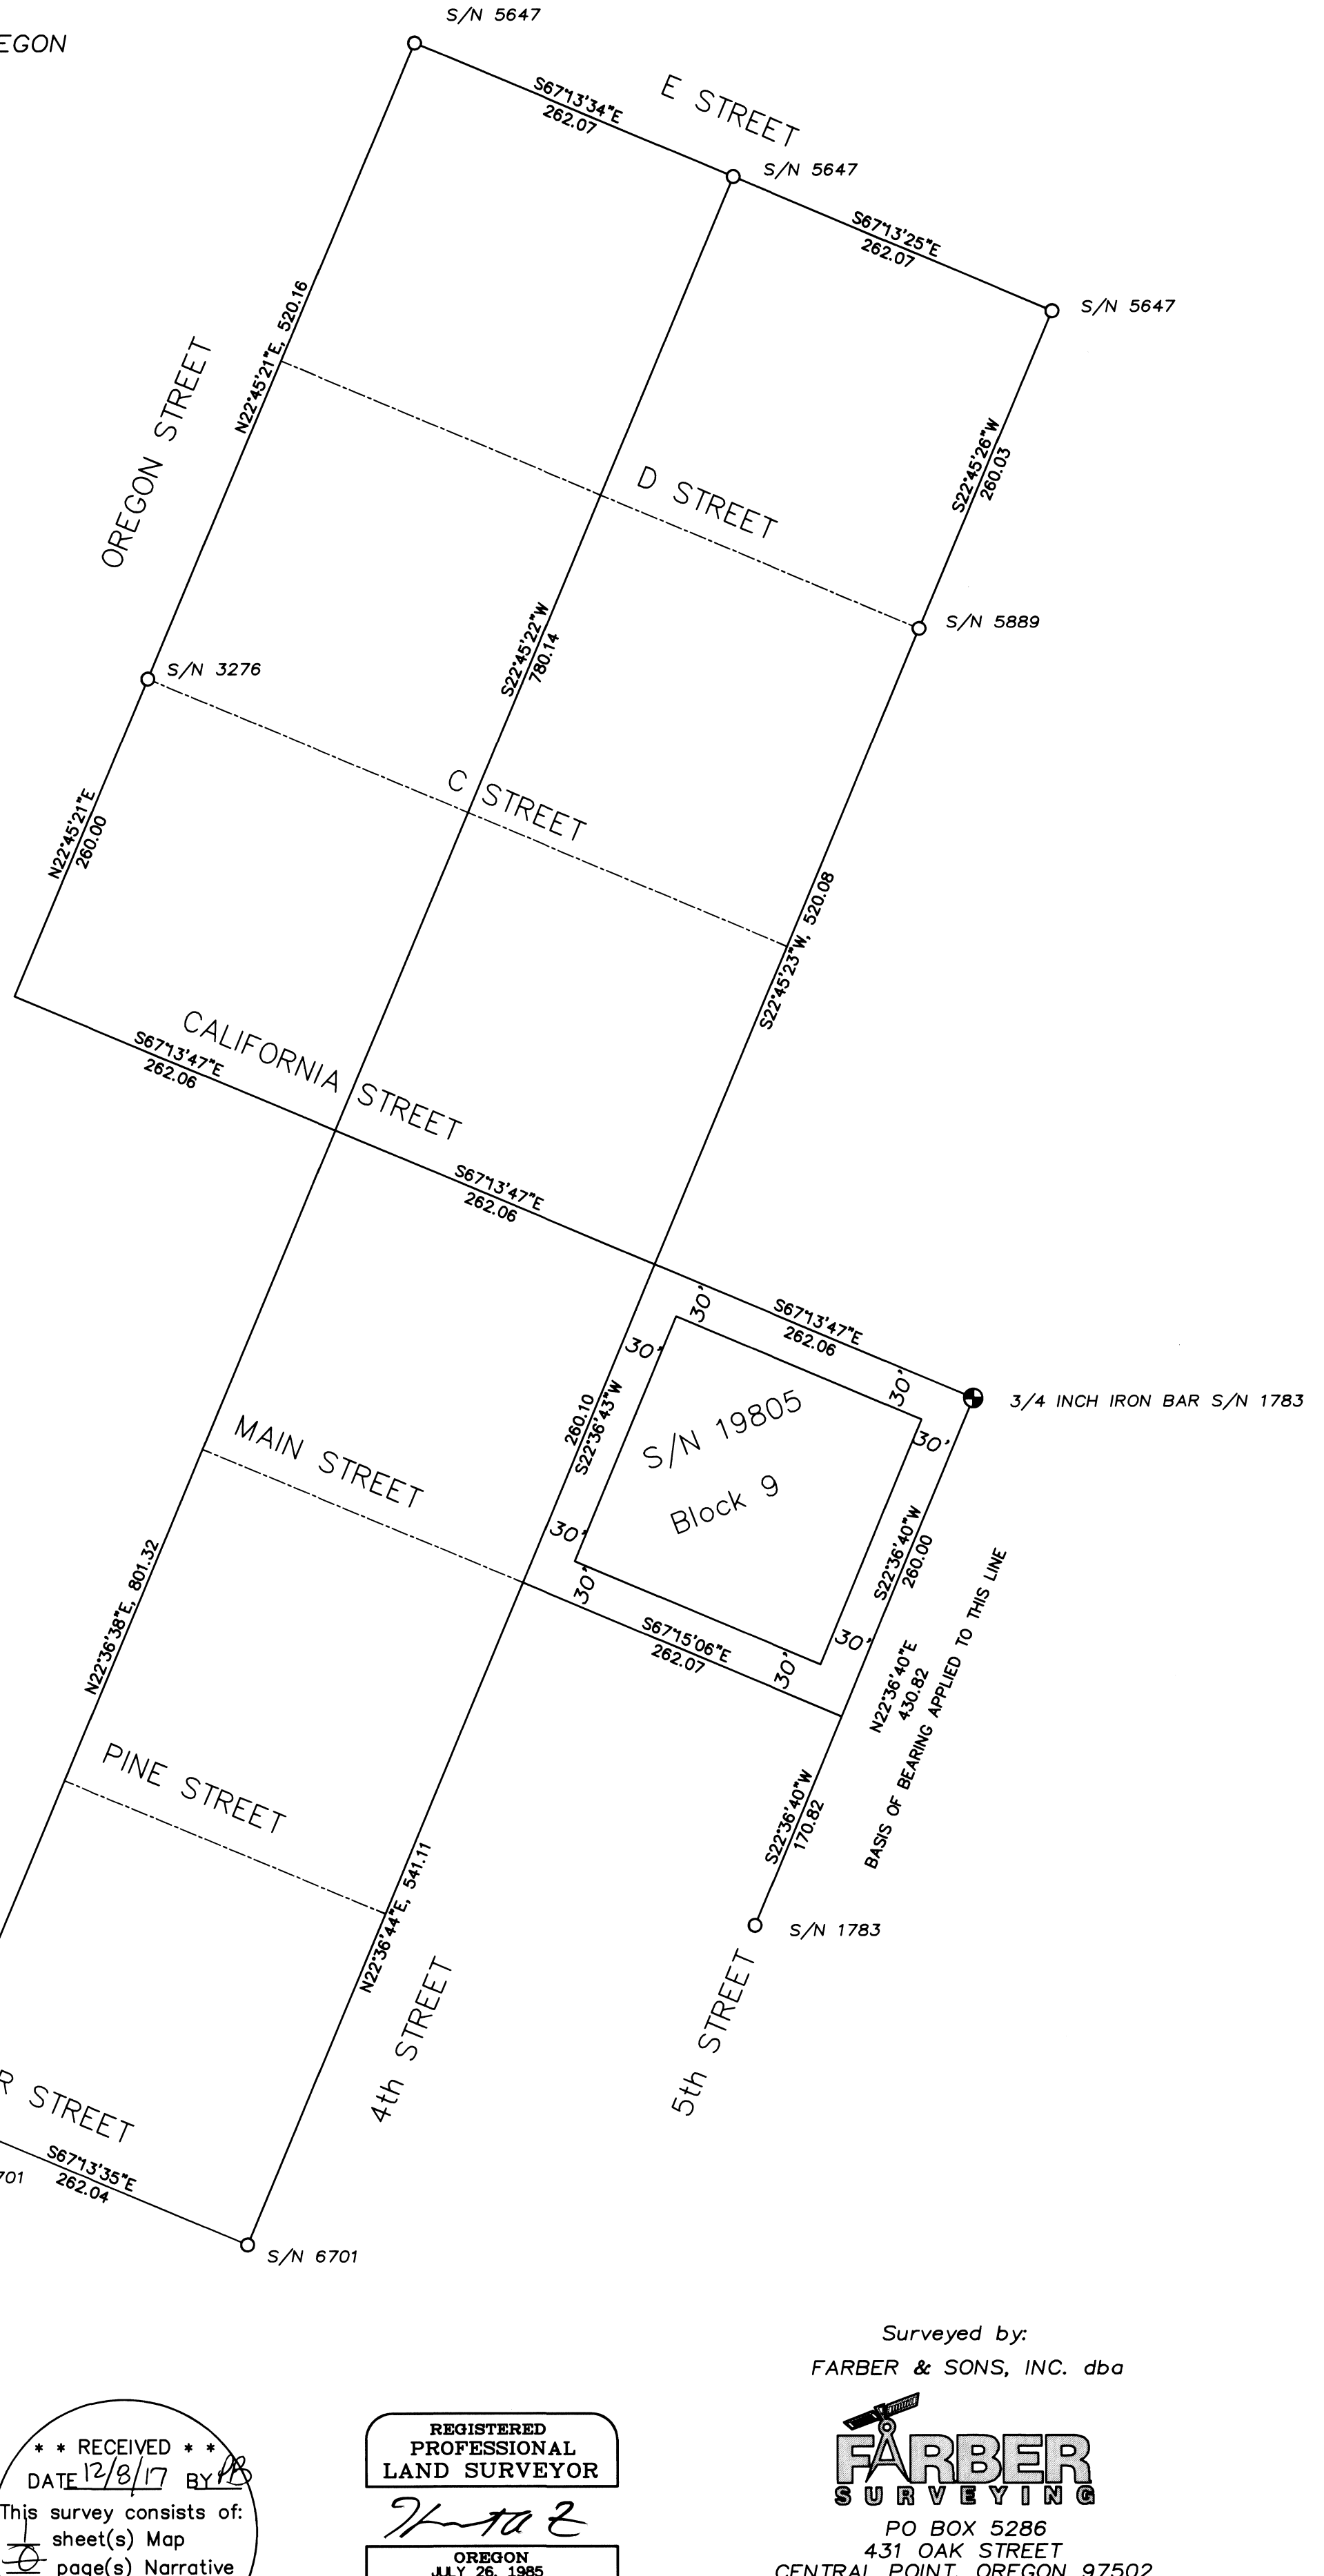 S/N 5647
EGON
S67°13'34"E
262.07
E STREET
S/N 5647
S67°13'25"E
262.07
S/N 5647
N22°45'21"E, 520.16
OREGON STREET
S22°45'26"W
260.03
D STREET
S/N 5889
S22°45'22"W
780.14
S/N 3276
C STREET
N22°45'21"E
260.00
S22°45'23"W, 520.08
CALIFORNIA STREET
S67°13'47"E
262.06
S67°13'47"E
262.06
S67°13'47"E
262.06
30'
30'
30'
30'
3/4 INCH IRON BAR S/N 1783
260.10
S22°36'43"W
S/N 19805
Block 9
MAIN STREET
30'
30'
S22°36'40"W
260.00
S67°15'06"E
262.07
30'
30'
N22°36'40"E
430.82
BASIS OF BEARING APPLIED TO THIS LINE
N22°36'38"E, 801.32
PINE STREET
S22°36'40"W
170.82
S/N 1783
N22°36'44"E, 541.11
4th STREET
5th STREET
R STREET
701
S67°13'35"E
262.04
S/N 6701
Surveyed by:
FARBER & SONS, INC. dba
FARBER
SURVEYING
PO BOX 5286
431 OAK STREET
CENTRAL POINT, OREGON 97502
* * RECEIVED * *
DATE 12/8/17 BY
This survey consists of:
1 sheet(s) Map
0 page(s) Narrative
REGISTERED
PROFESSIONAL
LAND SURVEYOR
OREGON
JULY 26, 1985